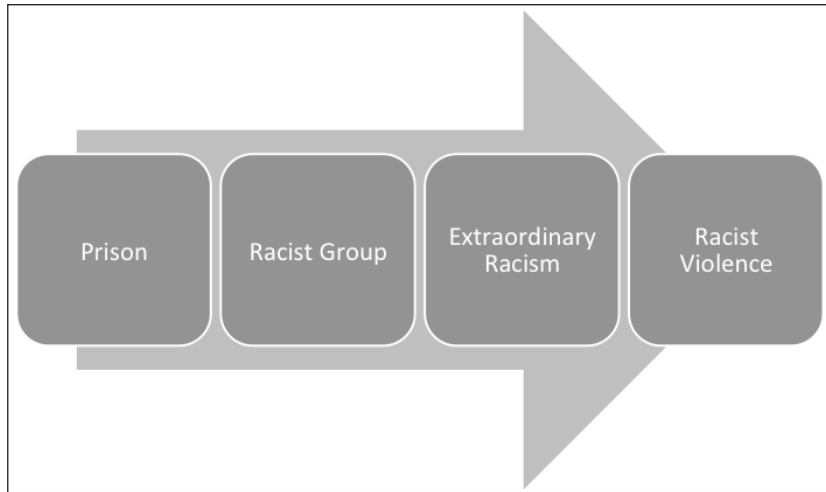 Prison
Racist Group
Extraordinary
Racism
Racist
Violence